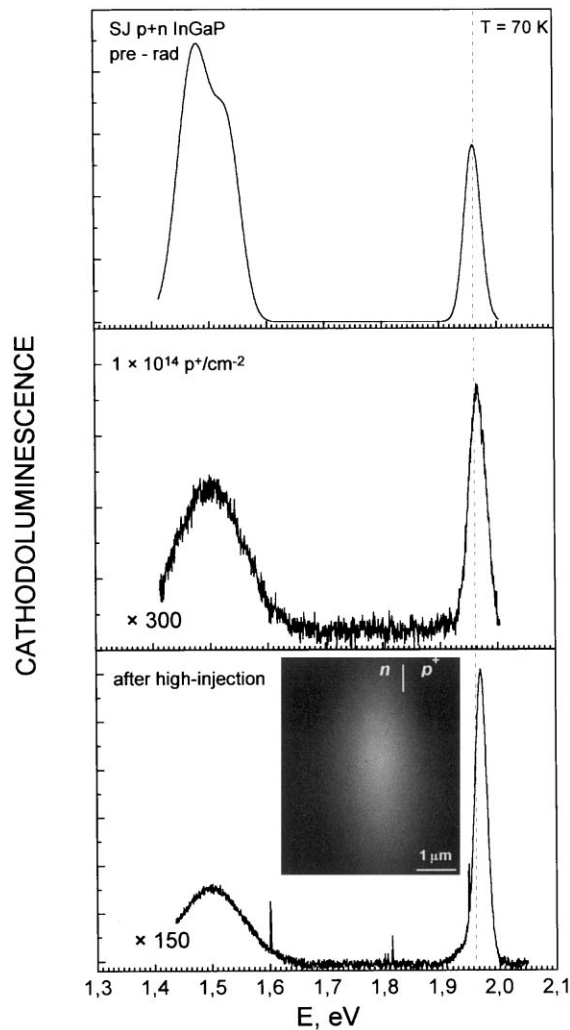 SJ p+n InGaP
pre - rad
T = 70 K
1 × 10¹⁴ p⁺/cm⁻²
× 300
after high-injection
n | p⁺
1 μm
× 150
CATHODOLUMINESCENCE
1,3 1,4 1,5 1,6 1,7 1,8 1,9 2,0 2,1
E, eV